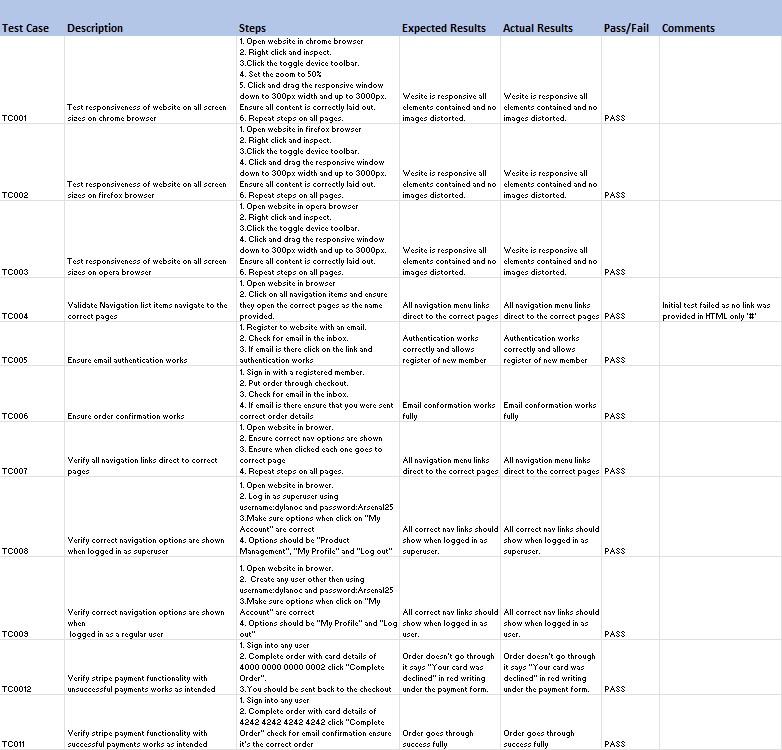 Test Case Description Steps Expected Results Actual Results Pass/Fail Comments
TC001
Test responsiveness of website on all screen
sizes on chrome browser
1. Open website in chrome browser
2. Right click and inspect.
3.Click the toggle device toolbar.
4. Set the zoom to 50%
5. Click and drag the responsive window
down to 300px width and up to 3000px.
Ensure all content is correctly laid out.
6. Repeat steps on all pages.
Wesite is responsive all
elements contained and no
images distorted.
Wesite is responsive all
elements contained and no
images distorted.
PASS
TC002
Test responsiveness of website on all screen
sizes on firefox browser
1. Open website in firefox browser
2. Right click and inspect.
3.Click the toggle device toolbar.
4. Click and drag the responsive window
down to 300px width and up to 3000px.
Ensure all content is correctly laid out.
6. Repeat steps on all pages.
Wesite is responsive all
elements contained and no
images distorted.
Wesite is responsive all
elements contained and no
images distorted.
PASS
TC003
Test responsiveness of website on all screen
sizes on opera browser
1. Open website in opera browser
2. Right click and inspect.
3.Click the toggle device toolbar.
4. Click and drag the responsive window
down to 300px width and up to 3000px.
Ensure all content is correctly laid out.
6. Repeat steps on all pages.
Wesite is responsive all
elements contained and no
images distorted.
Wesite is responsive all
elements contained and no
images distorted.
PASS
TC004
Validate Navigation list items navigate to the
correct pages
1. Open website in browser
2. Click on all navigation items and ensure
they open the correct pages as the name
provided.
All navigation menu links
direct to the correct pages
All navigation menu links
direct to the correct pages
PASS
Initial test failed as no link was
provided in HTML only '#'
TC005
Ensure email authentication works
1. Register to website with an email.
2. Check for email in the inbox.
3. If email is there click on the link and
authentication works
Authentication works
correctly and allows
register of new member
Authentication works
correctly and allows
register of new member
PASS
TC006
Ensure order confirmation works
1. Sign in with a registered member.
2. Put order through checkout.
3. Check for email in the inbox.
4. If email is there ensure that you were sent
correct order details
Email conformation works
fully
Email conformation works
fully
PASS
TC007
Verify all navigation links direct to correct
pages
1. Open website in brower.
2. Ensure correct nav options are shown
3. Ensure when clicked each one goes to
correct page
4. Repeat steps on all pages.
All navigation menu links
direct to the correct pages
All navigation menu links
direct to the correct pages
PASS
TC008
Verify correct navigation options are shown
when logged in as superuser
1. Open website in brower.
2. Log in as superuser using
username:dylanoc and password:Arsenal25
3.Make sure options when click on "My
Account" are correct
4. Options should be "Product
Management", "My Profile" and "Log out"
All correct nav links should
show when logged in as
superuser.
All correct nav links should
show when logged in as
superuser.
PASS
TC009
Verify correct navigation options are shown
when
logged in as a regular user
1. Open website in brower.
2. Create any user other then using
username:dylanoc and password:Arsenal25
3.Make sure options when click on "My
Account" are correct
4. Options should be "My Profile" and "Log
out"
All correct nav links should
show when logged in as
user.
All correct nav links should
show when logged in as
user.
PASS
TC0012
Verify stripe payment functionality with
unsuccessful payments works as intended
1. Sign into any user
2. Complete order with card details of
4000 0000 0000 0002 click "Complete
Order".
3.You should be sent back to the checkout
Order doesn't go through
it says "Your card was
declined" in red writing
under the payment form.
Order doesn't go through
it says "Your card was
declined" in red writing
under the payment form.
PASS
TC011
Verify stripe payment functionality with
successful payments works as intended
1. Sign into any user
2. Complete order with card details of
4242 4242 4242 4242 click "Complete
Order" check for email confirmation ensure
it's the correct order
Order goes through
success fully
Order goes through
success fully
PASS